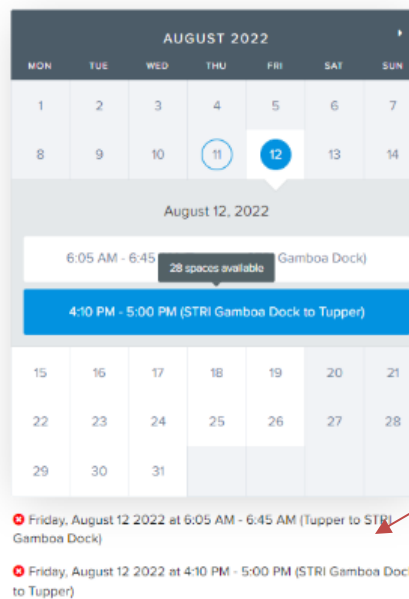 AUGUST 2022
MON TUE WED THU FRI SAT SUN
1 2 3 4 5 6 7
8 9 10 11 12 13 14
August 12, 2022
6:05 AM - 6:45 Gamboa Dock)
28 spaces available
4:10 PM - 5:00 PM (STRI Gamboa Dock to Tupper)
15 16 17 18 19 20 21
22 23 24 25 26 27 28
29 30 31
Friday, August 12 2022 at 6:05 AM - 6:45 AM (Tupper to STRI
Gamboa Dock)
Friday, August 12 2022 at 4:10 PM - 5:00 PM (STRI Gamboa Dock
to Tupper)